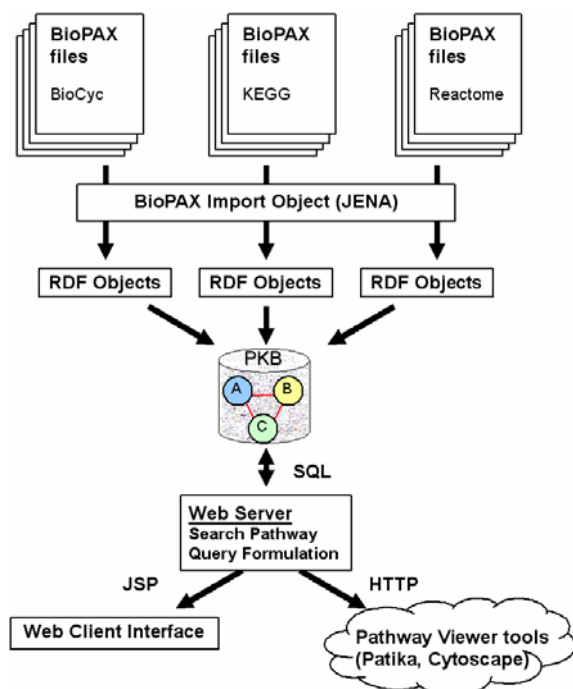 BioPAX files
BioCyc
BioPAX files
KEGG
BioPAX files
Reactome
BioPAX Import Object (JENA)
RDF Objects
RDF Objects
RDF Objects
PKB
A
B
C
SQL
Web Server
Search Pathway
Query Formulation
JSP
HTTP
Web Client Interface
Pathway Viewer tools
(Patika, Cytoscape)